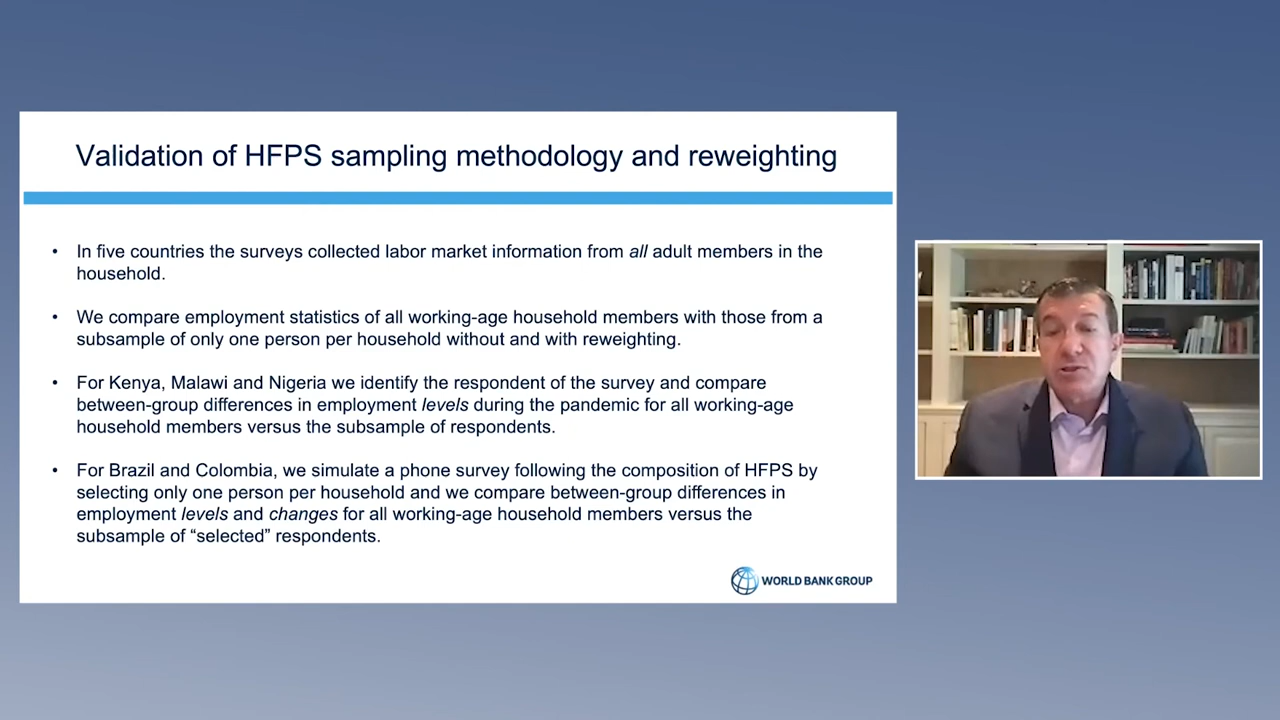 Validation of HFPS sampling methodology and reweighting
• In five countries the surveys collected labor market information from all adult members in the
household.
• We compare employment statistics of all working-age household members with those from a
subsample of only one person per household without and with reweighting.
• For Kenya, Malawi and Nigeria we identify the respondent of the survey and compare
between-group differences in employment levels during the pandemic for all working-age
household members versus the subsample of respondents.
• For Brazil and Colombia, we simulate a phone survey following the composition of HFPS by
selecting only one person per household and we compare between-group differences in
employment levels and changes for all working-age household members versus the
subsample of “selected” respondents.
WORLD BANK GROUP